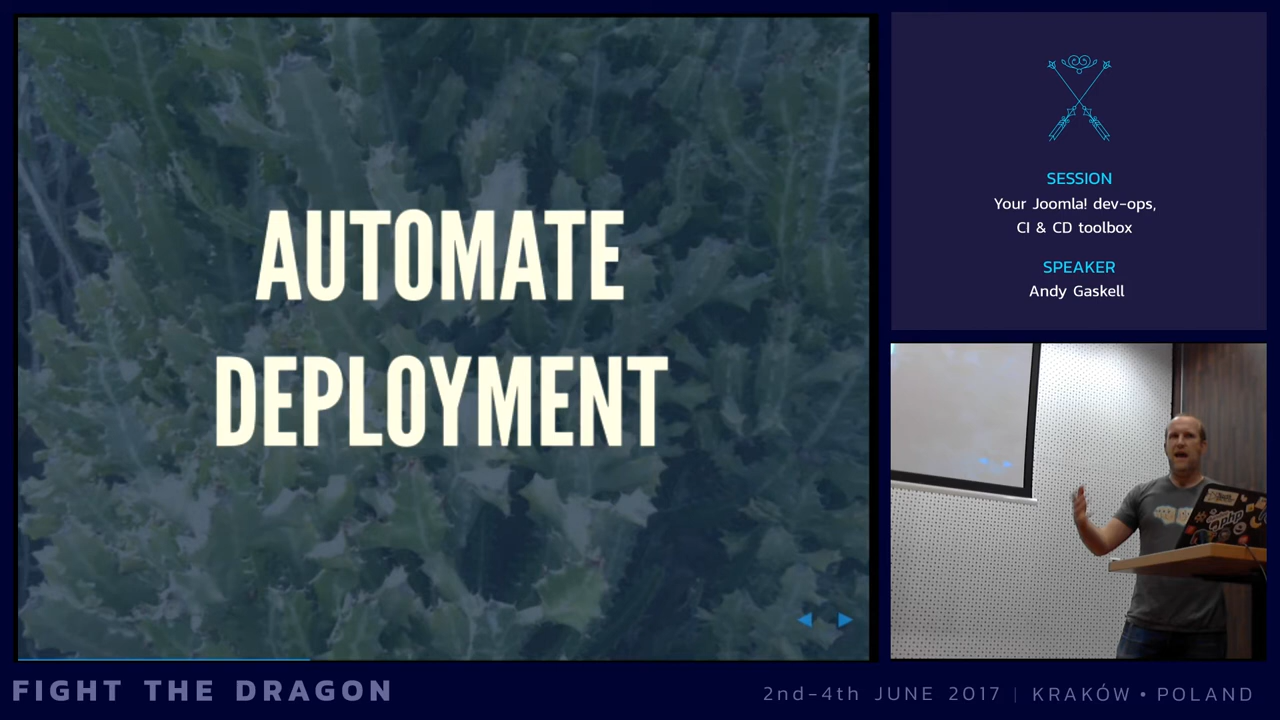 AUTOMATE
DEPLOYMENT
SESSION
Your Joomla! dev-ops,
CI & CD toolbox
SPEAKER
Andy Gaskell
php
FIGHT THE DRAGON
2nd-4th JUNE 2017 | KRAKÓW • POLAND